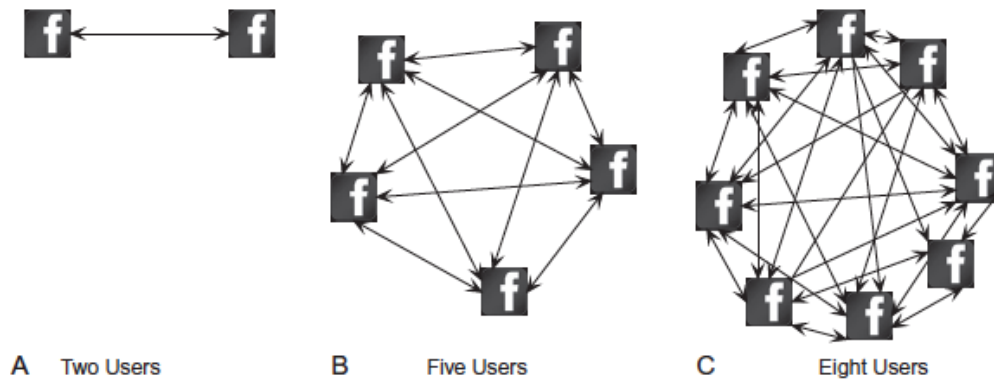 f f
f f f f f
f f f f f f f f
A Two Users
B Five Users
C Eight Users